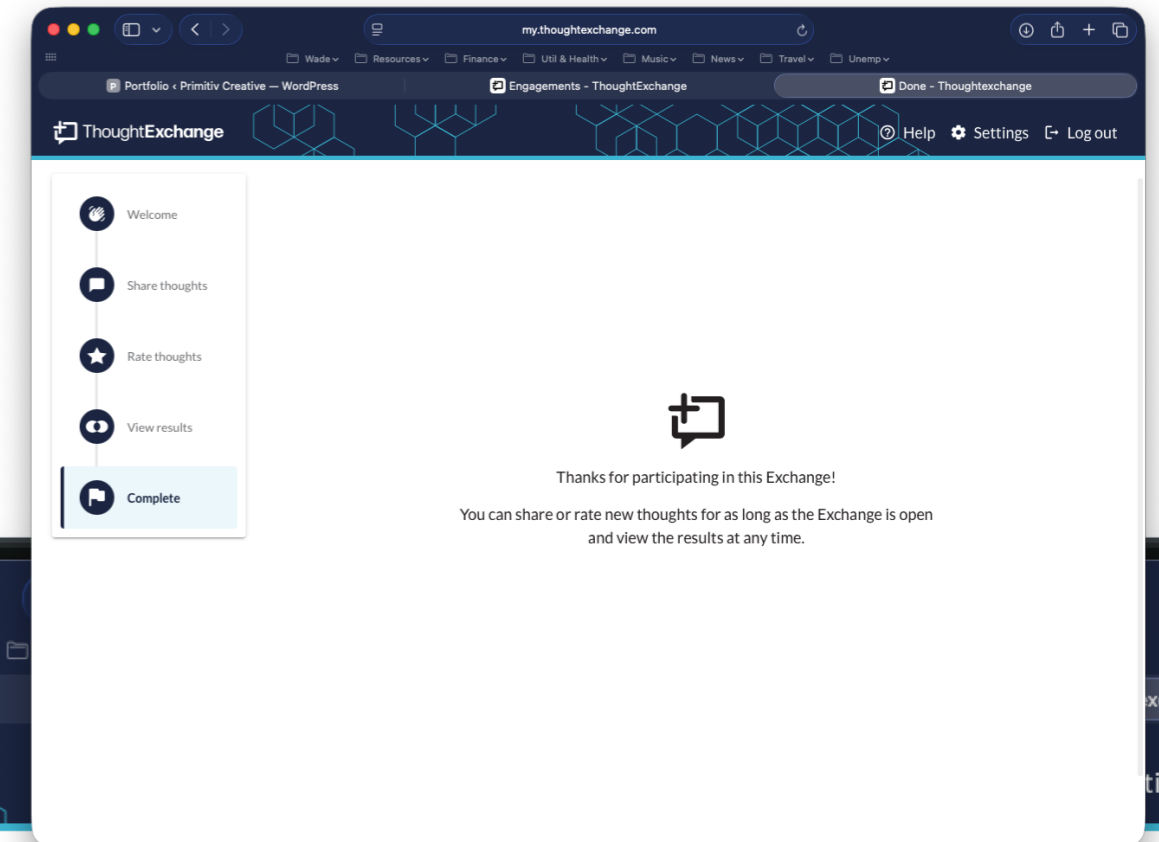 my.thoughtexchange.com
Wade
Resources
Finance
Util & Health
Music
News
Travel
Unemp
P Portfolio ‹ Primitiv Creative — WordPress
Engagements - ThoughtExchange
Done - Thoughtexchange
ThoughtExchange
Help
Settings
Log out
Welcome
Share thoughts
Rate thoughts
View results
Complete
Thanks for participating in this Exchange!
You can share or rate new thoughts for as long as the Exchange is open
and view the results at any time.